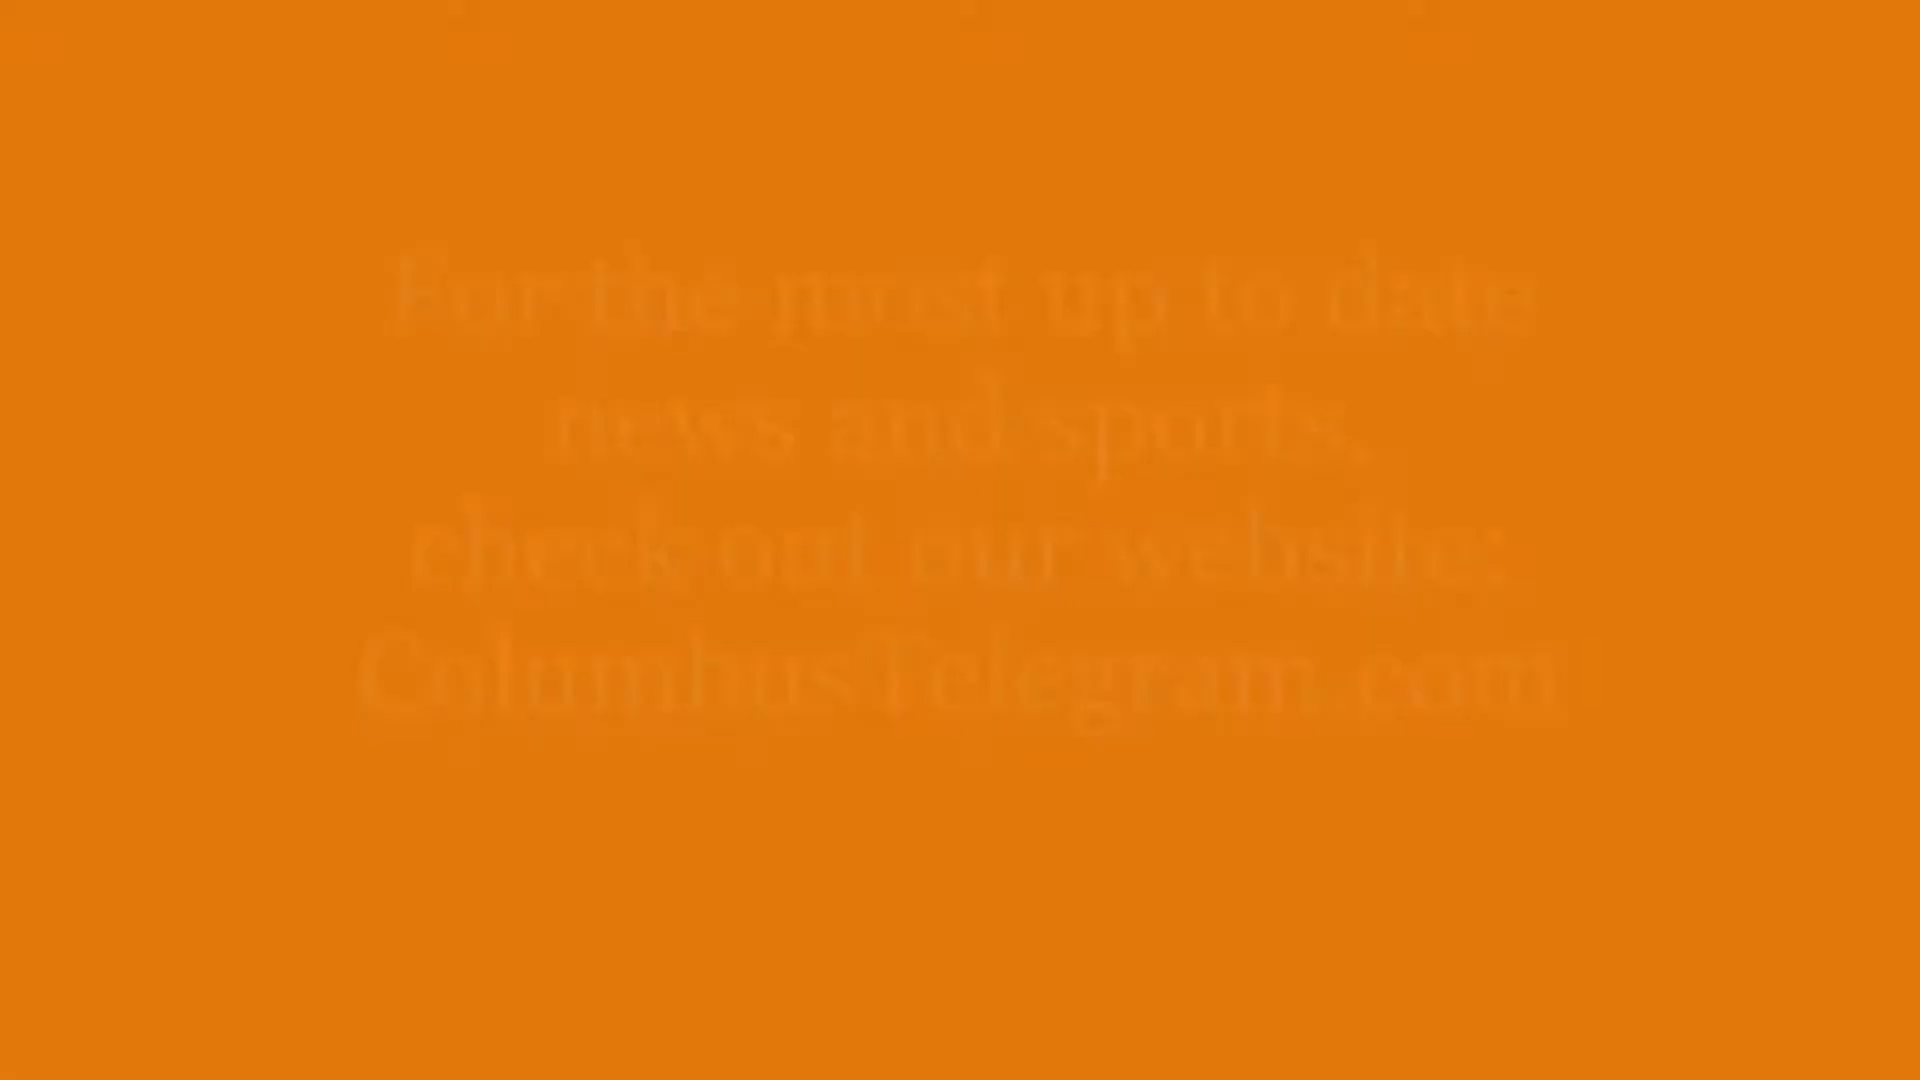 For the most up to date
news and sports,
check out our website:
ColumbusTelegram.com